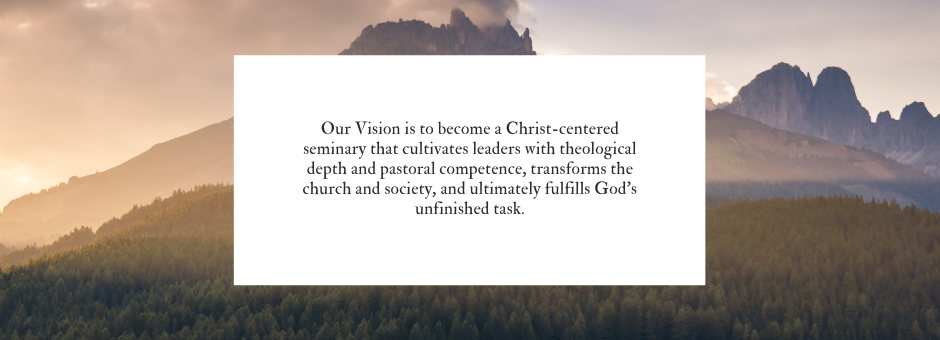 Our Vision is to become a Christ-centered
seminary that cultivates leaders with theological
depth and pastoral competence, transforms the
church and society, and ultimately fulfills God's
unfinished task.